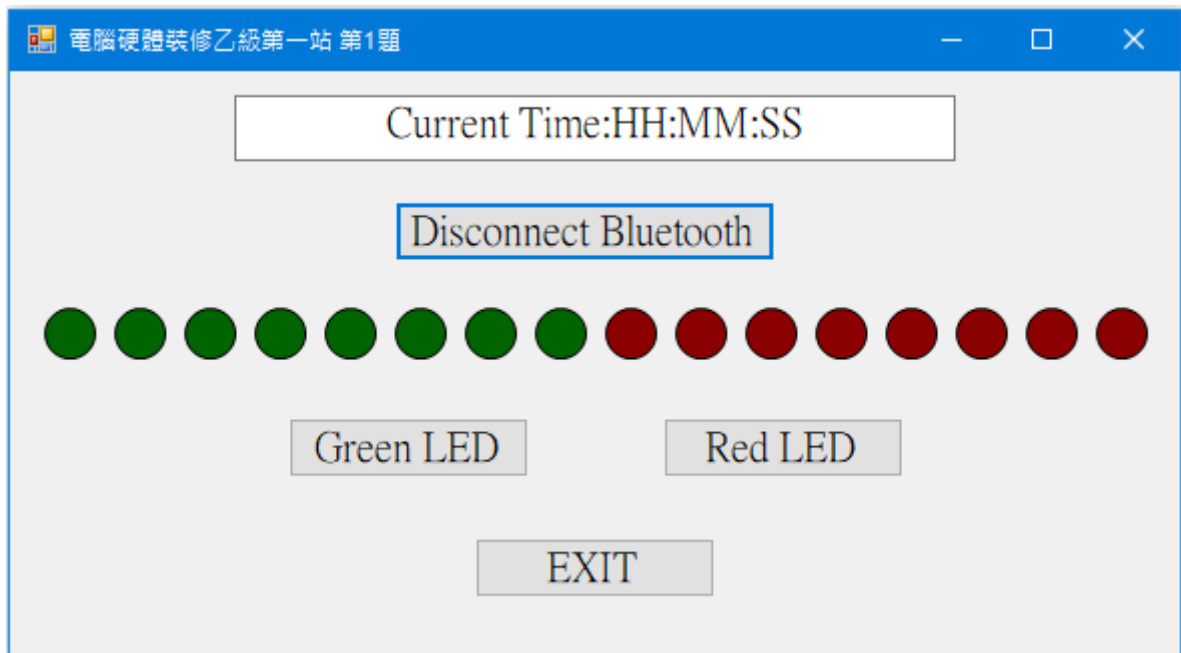 電腦硬體裝修乙級第一站 第1題
Current Time:HH:MM:SS
Disconnect Bluetooth
Green LED
Red LED
EXIT